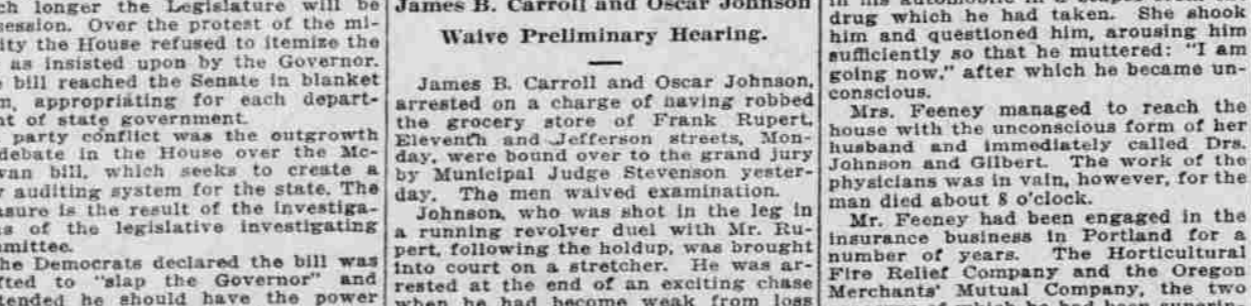 longer the Legislature will be
session. Over the protest of the
the House refused to itemize the
as insisted upon by the Governor.
bill reached the Senate in blanket
appropriating for each depart-
of state government.
party conflict was the outgrowth
debate in the House over the Mc-
bill, which seeks to create a
auditing system for the state. The
is the result of the investiga-
of the legislative investigating
Democrats declared the bill was
to "slap the Governor" and
he should have the power
James B. Carroll and Oscar Johnson
Waive Preliminary Hearing.
James B. Carroll and Oscar Johnson,
arrested on a charge of having robbed
the grocery store of Frank Rupert,
Eleventh and Jefferson streets, Mon-
day, were bound over to the grand jury
by Municipal Judge Stevenson yester-
day. The men waived examination.
Johnson, who was shot in the leg in
a running revolver duel with Mr. Ru-
pert, following the holdup, was brought
into court on a stretcher. He was ar-
rested at the end of an exciting chase
when he had become weak from loss
drug which he had taken. She shook
him and questioned him, arousing him
sufficiently so that he muttered: "I am
going now," after which he became un-
conscious.
Mrs. Feeney managed to reach the
house with the unconscious form of her
husband and immediately called Drs.
Johnson and Gilbert. The work of the
physicians was in vain, however, for the
man died about 8 o'clock.
Mr. Feeney had been engaged in the
insurance business in Portland for a
number of years. The Horticultural
Fire Relief Company and the Oregon
Merchants' Mutual Company, the two